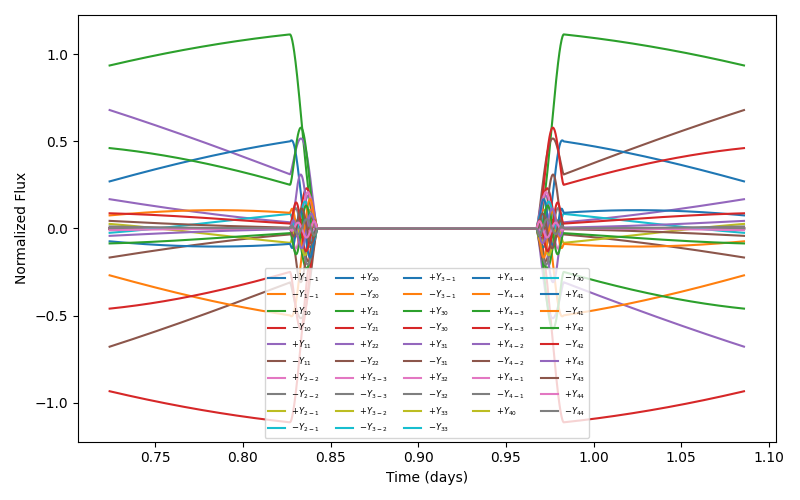 Normalized Flux
1.0
0.5
0.0
−0.5
−1.0
+Y₁₋₁ +Y₂₀ +Y₃₋₁ +Y₄₋₄ −Y₄₀
−Y₁₋₁ −Y₂₀ −Y₃₋₁ −Y₄₋₄ +Y₄₁
+Y₁₀ +Y₂₁ +Y₃₀ +Y₄₋₃ −Y₄₁
−Y₁₀ −Y₂₁ −Y₃₀ −Y₄₋₃ +Y₄₂
+Y₁₁ +Y₂₂ +Y₃₁ +Y₄₋₂ −Y₄₂
−Y₁₁ −Y₂₂ −Y₃₁ −Y₄₋₂ +Y₄₃
+Y₂₋₂ +Y₃₋₃ +Y₃₂ +Y₄₋₁ −Y₄₃
−Y₂₋₂ −Y₃₋₃ −Y₃₂ −Y₄₋₁ +Y₄₄
+Y₂₋₁ +Y₃₋₂ +Y₃₃ +Y₄₀ −Y₄₄
−Y₂₋₁ −Y₃₋₂ −Y₃₃
0.75 0.80 0.85 0.90 0.95 1.00 1.05 1.10
Time (days)